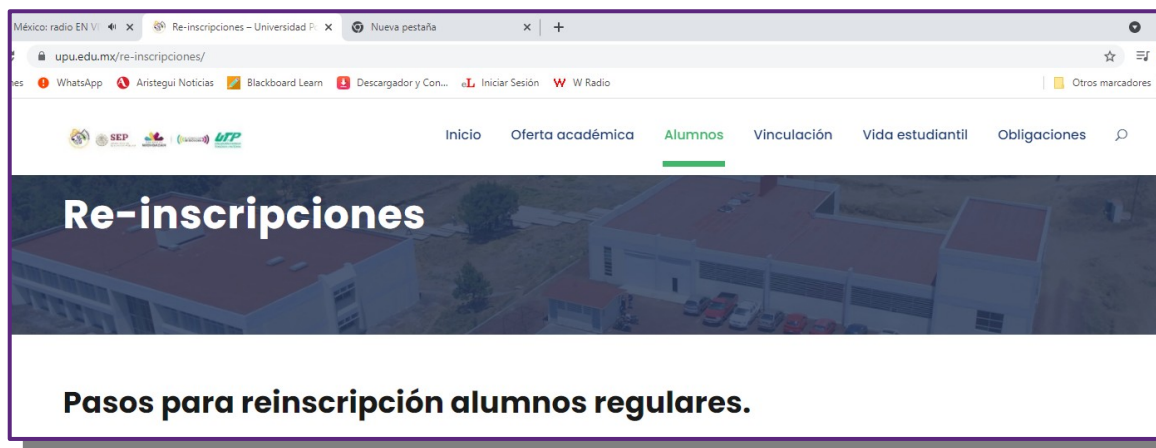 México: radio EN VI
Re-inscripciones – Universidad P
Nueva pestaña
upu.edu.mx/re-inscripciones/
nes WhatsApp Aristegui Noticias Blackboard Learn Descargador y Con... eL Iniciar Sesión W W Radio Otros marcadores
SEP UTP Inicio Oferta académica Alumnos Vinculación Vida estudiantil Obligaciones
Re-inscripciones
Pasos para reinscripción alumnos regulares.